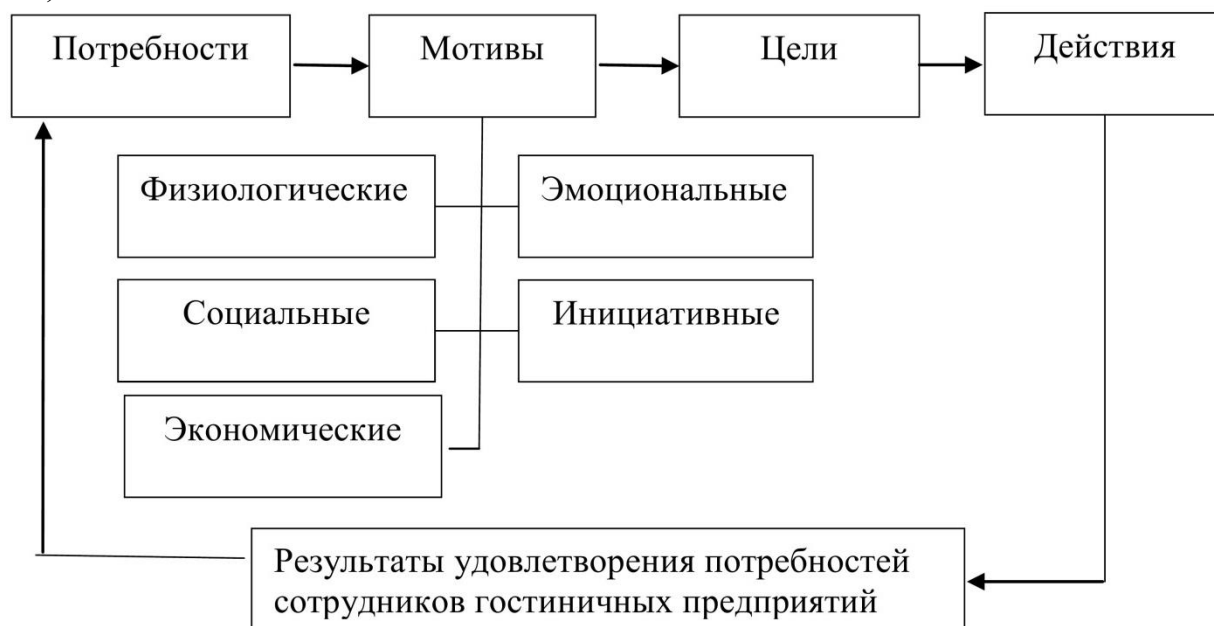 Потребности
Мотивы
Цели
Действия
Физиологические
Эмоциональные
Социальные
Инициативные
Экономические
Результаты удовлетворения потребностей
сотрудников гостиничных предприятий